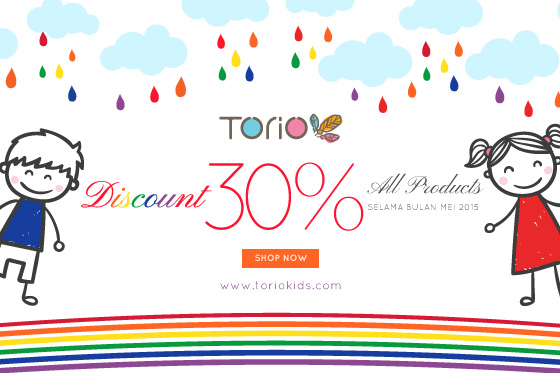 TORiO
Discount 30% All Products
SELAMA BULAN MEI 2015
SHOP NOW
www.toriokids.com